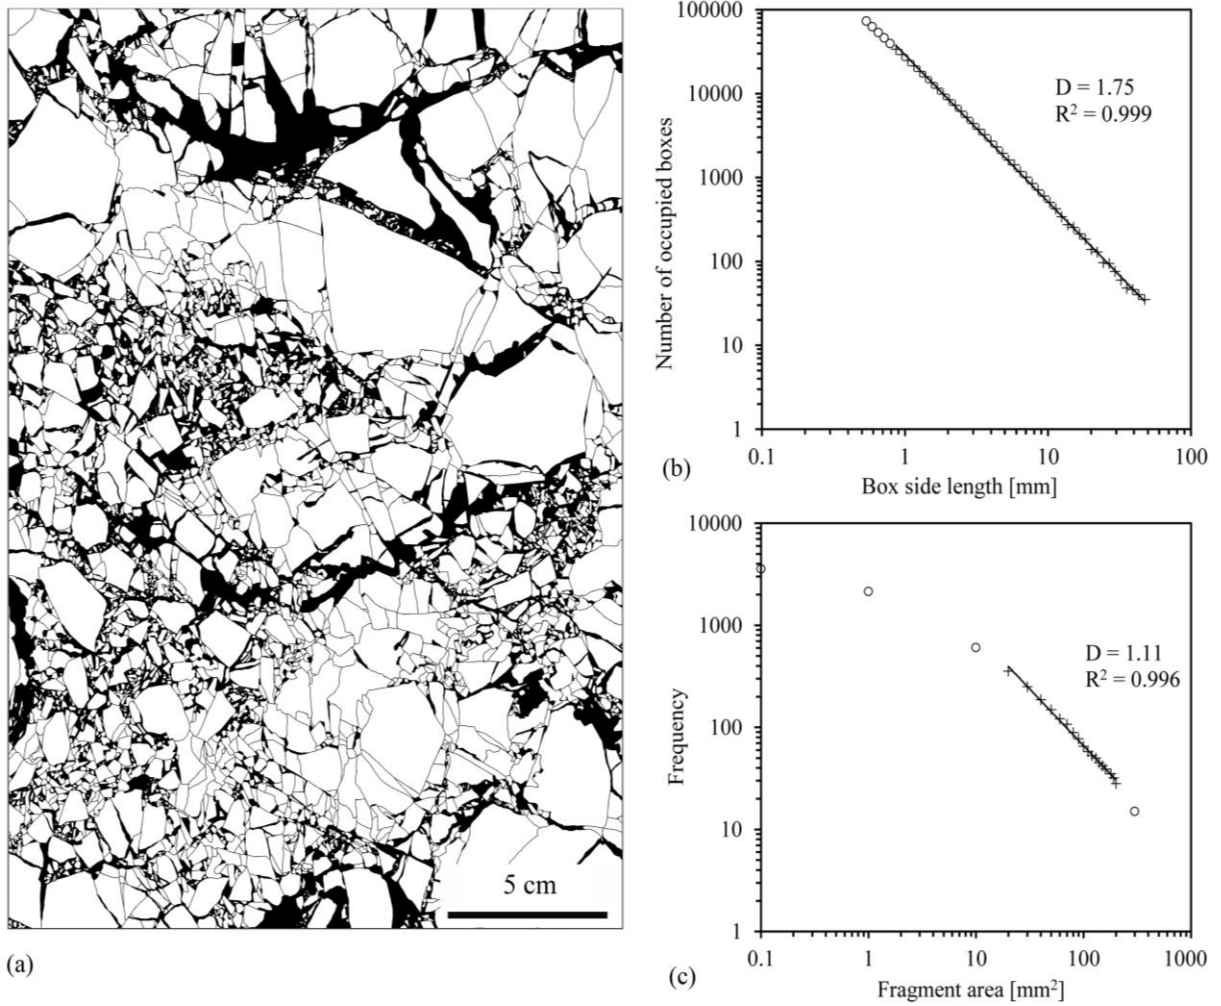 5 cm
(a)
100000
10000
1000
100
10
1
0.1 1 10 100
Number of occupied boxes
Box side length [mm]
D = 1.75
R² = 0.999
(b)
10000
1000
100
10
1
0.1 1 10 100 1000
Frequency
Fragment area [mm²]
D = 1.11
R² = 0.996
(c)